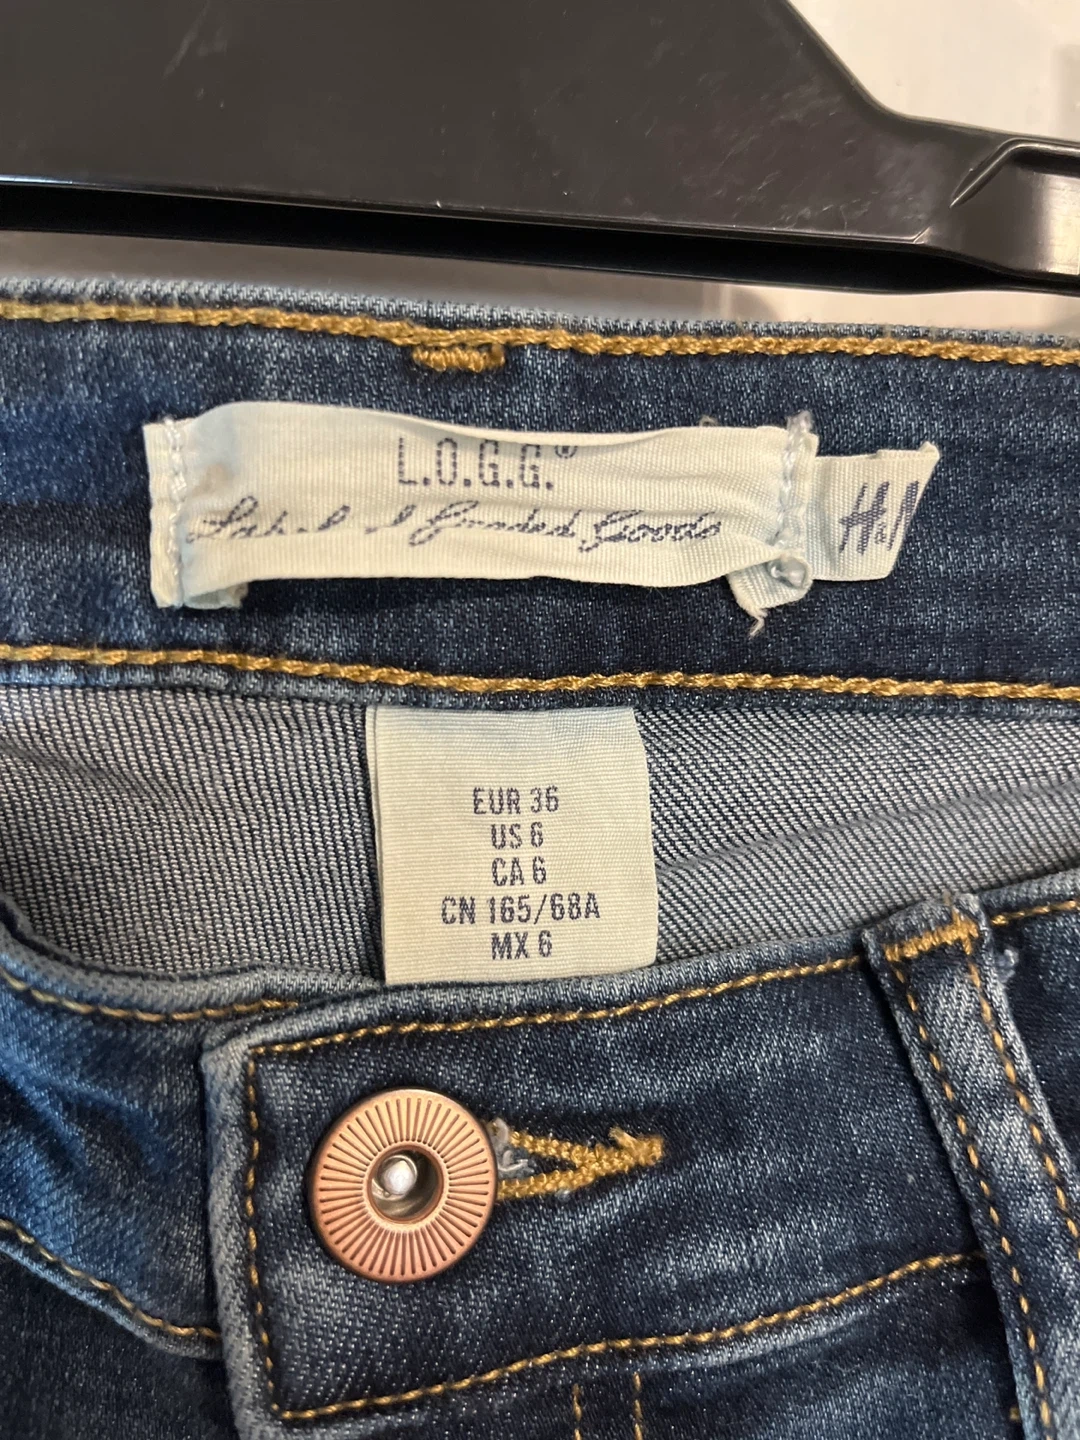 L.O.G.G.®
Label of Graded Goods
H&M
EUR 36
US 6
CA 6
CN 165/68A
MX 6